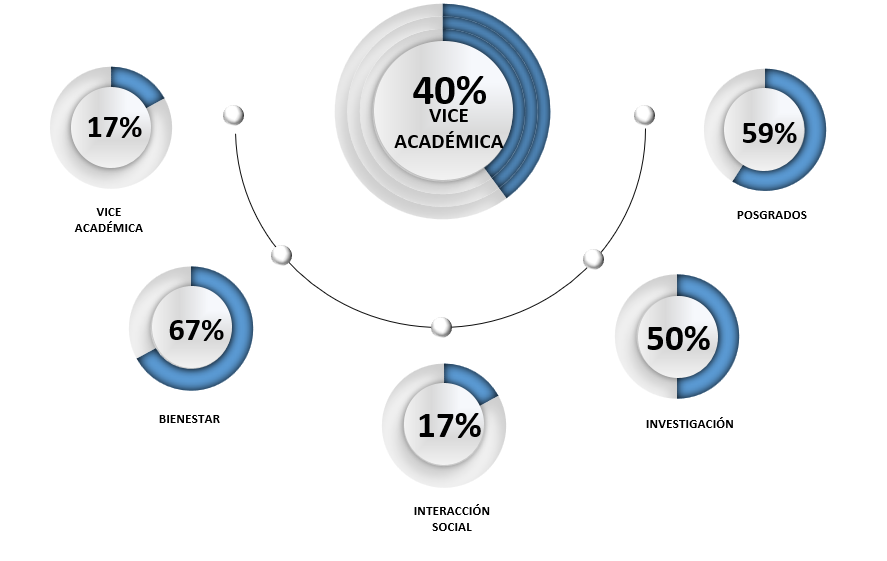 40%
VICE
ACADÉMICA
17%
VICE
ACADÉMICA
59%
POSGRADOS
67%
BIENESTAR
50%
INVESTIGACIÓN
17%
INTERACCIÓN
SOCIAL